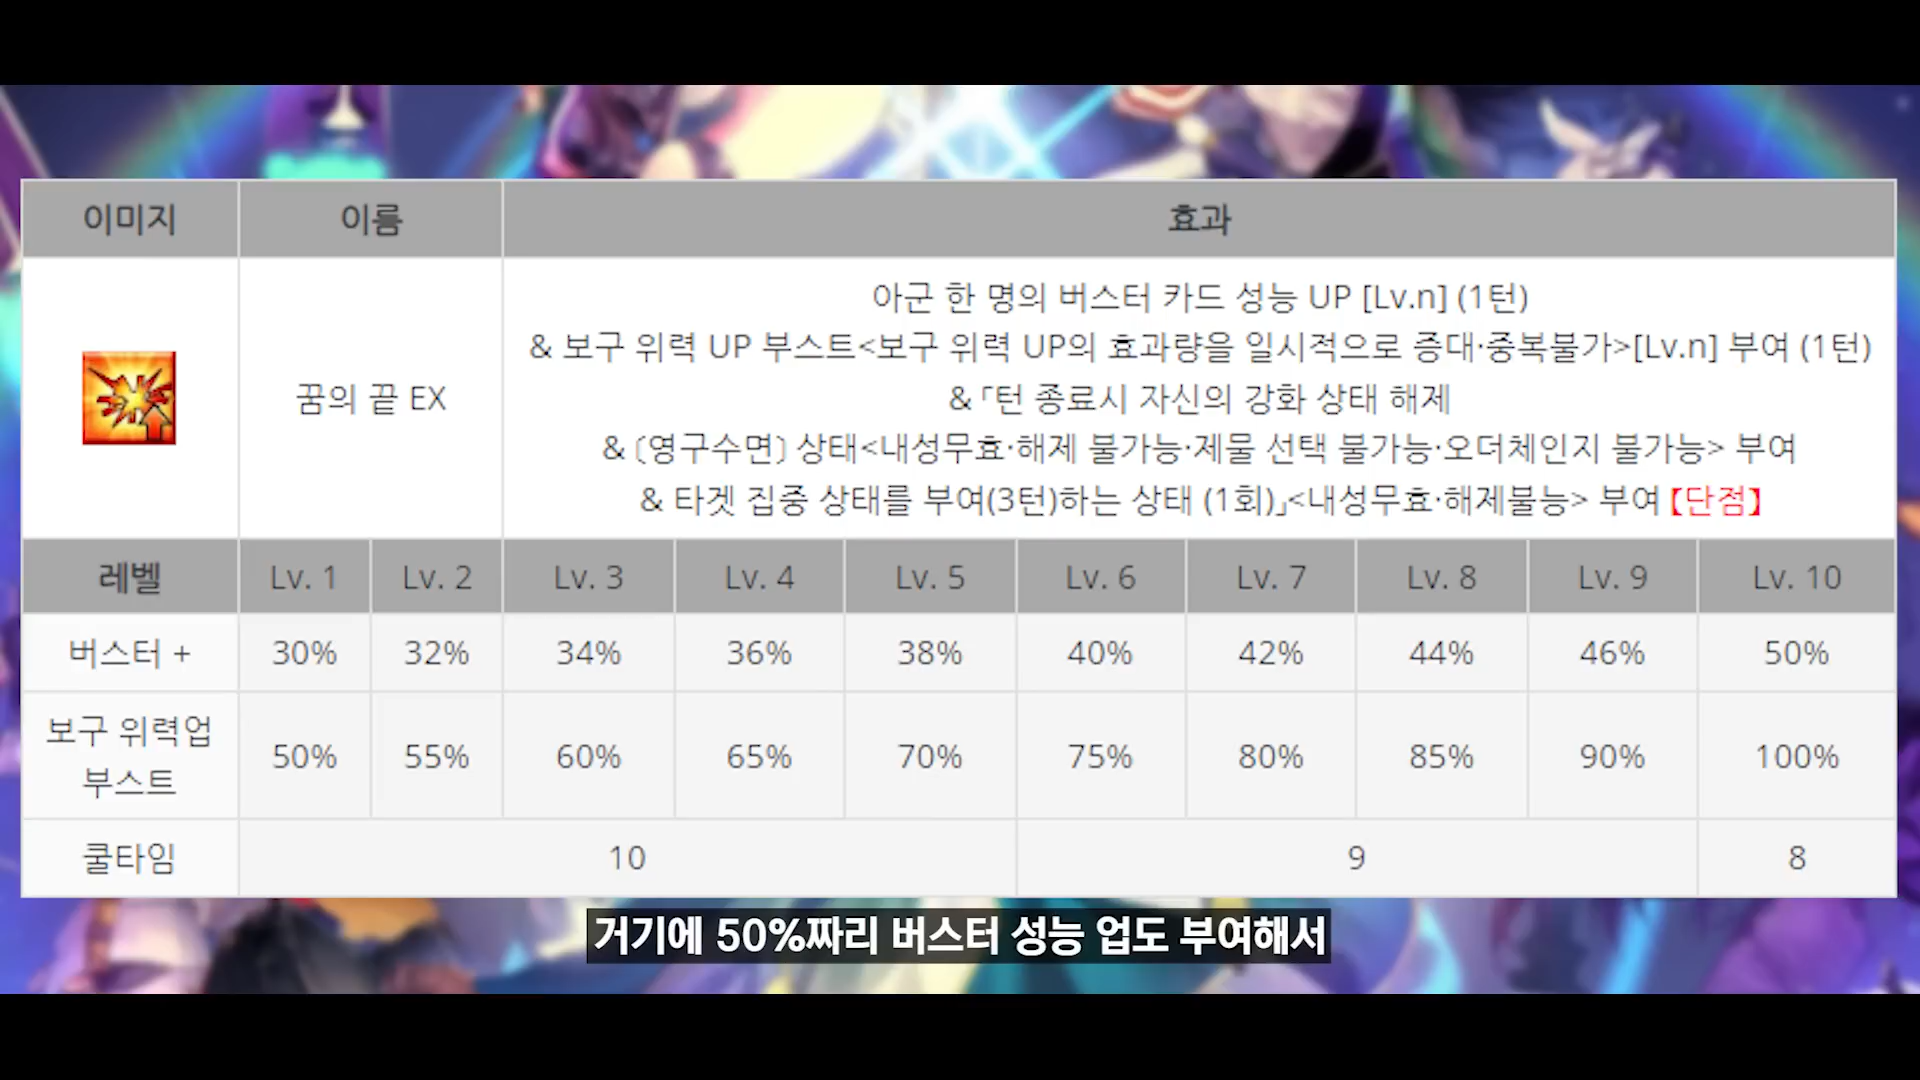 이미지 이름 효과
아군 한 명의 버스터 카드 성능 UP [Lv.n] (1턴)
& 보구 위력 UP 부스트<보구 위력 UP의 효과량을 일시적으로 증대·중복불가>[Lv.n] 부여 (1턴)
꿈의 끝 EX
& 「턴 종료시 자신의 강화 상태 해제
& 〔영구수면〕 상태<내성무효·해제 불가능·제물 선택 불가능·오더체인지 불가능> 부여
& 타겟 집중 상태를 부여(3턴)하는 상태 (1회)」<내성무효·해제불능> 부여【단점】
레벨 Lv. 1 Lv. 2 Lv. 3 Lv. 4 Lv. 5 Lv. 6 Lv. 7 Lv. 8 Lv. 9 Lv. 10
버스터 + 30% 32% 34% 36% 38% 40% 42% 44% 46% 50%
보구 위력업
부스트 50% 55% 60% 65% 70% 75% 80% 85% 90% 100%
쿨타임 10 9 8
거기에 50%짜리 버스터 성능 업도 부여해서